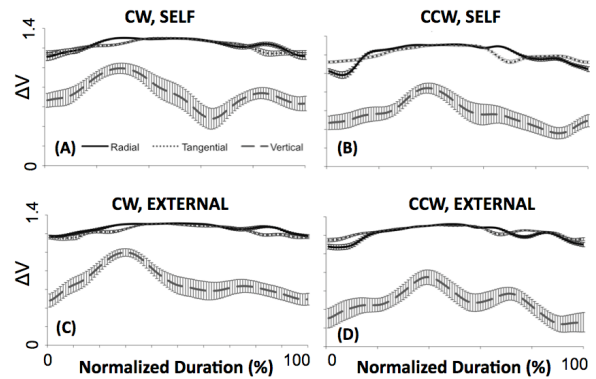 CW, SELF
CCW, SELF
1.4
ΔV
0
(A)
Radial
Tangential
Vertical
(B)
CW, EXTERNAL
CCW, EXTERNAL
1.4
ΔV
0
(C)
(D)
0 Normalized Duration (%) 100
0 Normalized Duration (%) 100